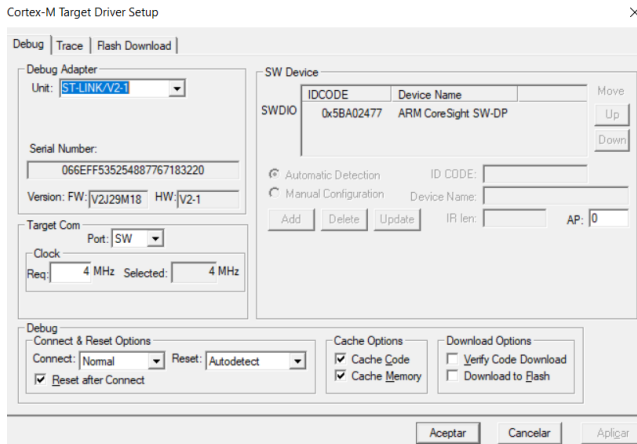 Cortex-M Target Driver Setup
Debug Trace Flash Download
Debug Adapter
Unit: ST-LINK/V2-1
Serial Number:
066EFF535254887767183220
Version: FW: V2J29M18 HW: V2-1
Target Com
Port: SW
Clock
Req: 4 MHz Selected: 4 MHz
SW Device
IDCODE Device Name Move
SWDIO 0x5BA02477 ARM CoreSight SW-DP Up
Down
Automatic Detection ID CODE:
Manual Configuration Device Name:
Add Delete Update IR len: AP: 0
Debug
Connect & Reset Options
Connect: Normal Reset: Autodetect
Reset after Connect
Cache Options
Cache Code
Cache Memory
Download Options
Verify Code Download
Download to Flash
Aceptar Cancelar Aplicar